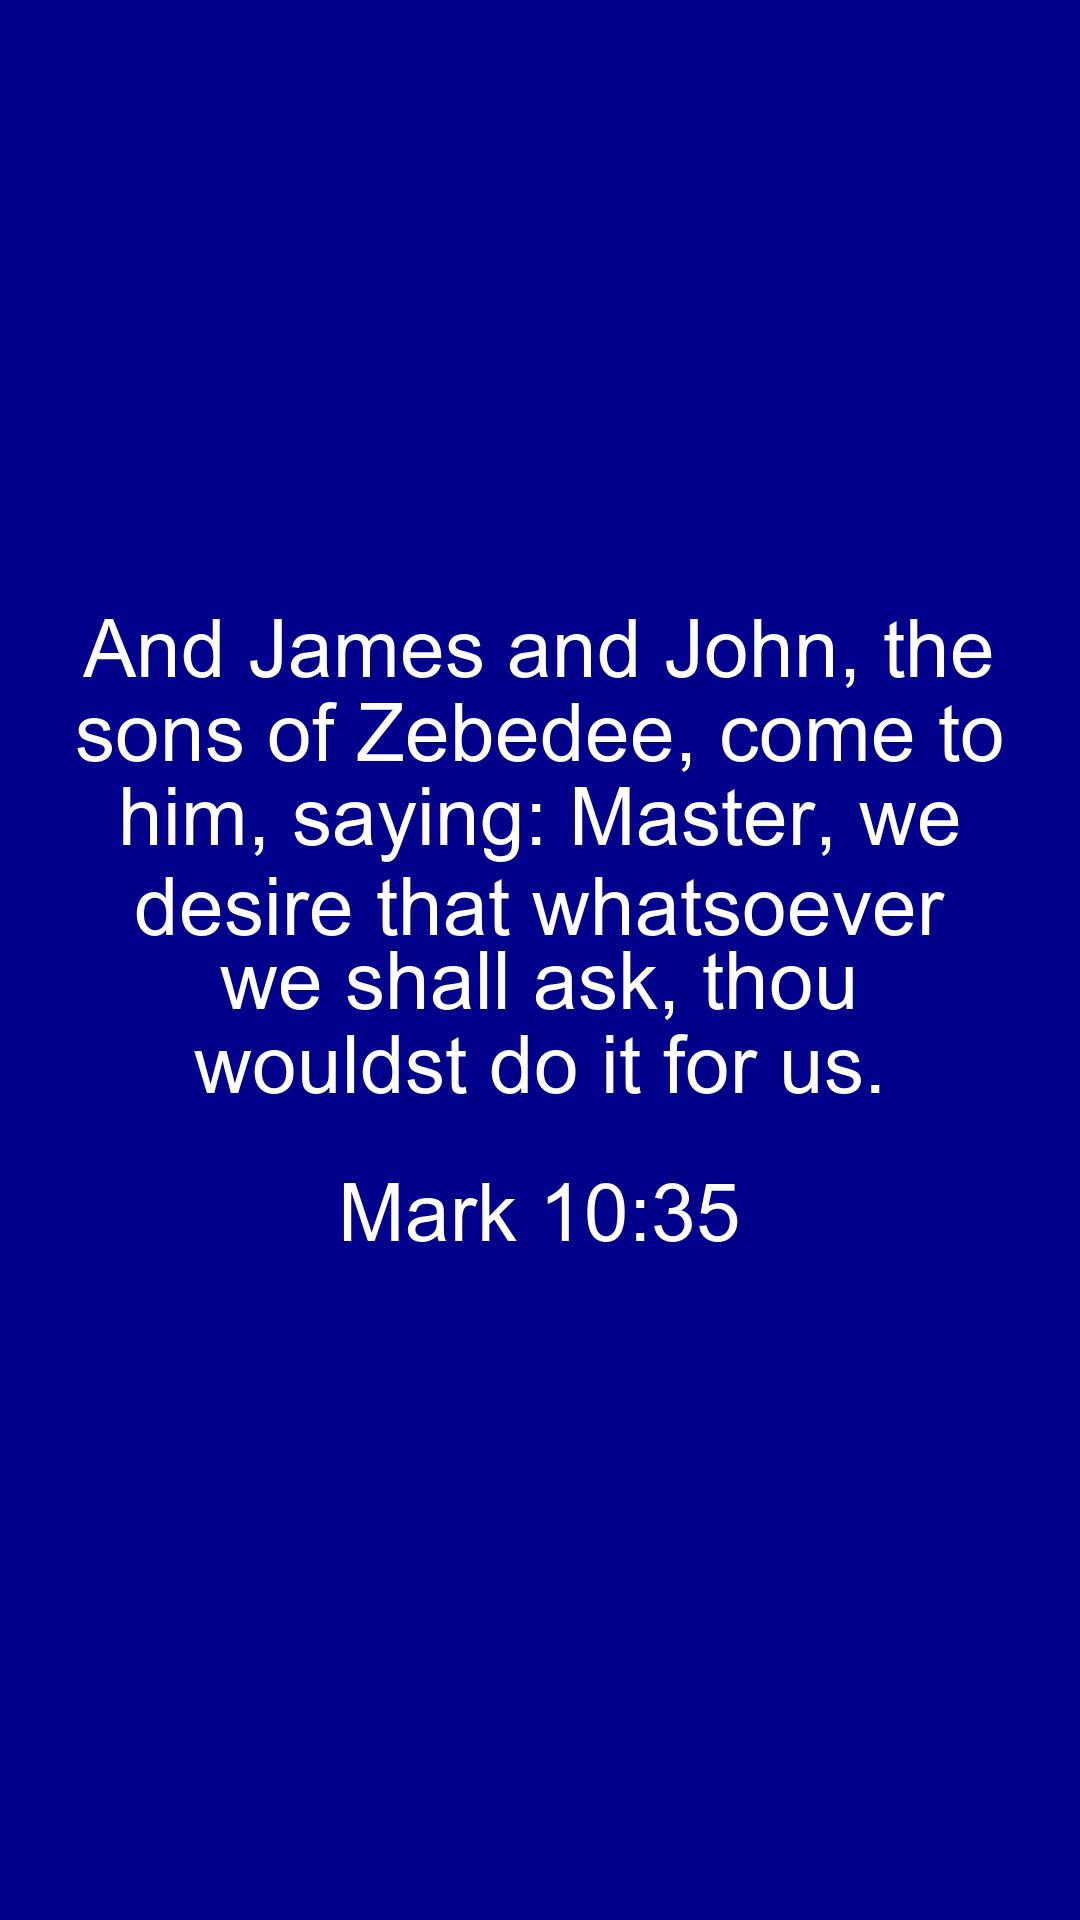 And James and John, the
sons of Zebedee, come to
him, saying: Master, we
desire that whatsoever
we shall ask, thou
wouldst do it for us.
Mark 10:35